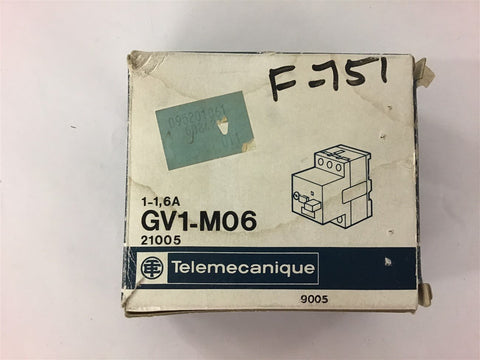 F-751
1-1,6A
GV1-M06
21005
Telemecanique
9005